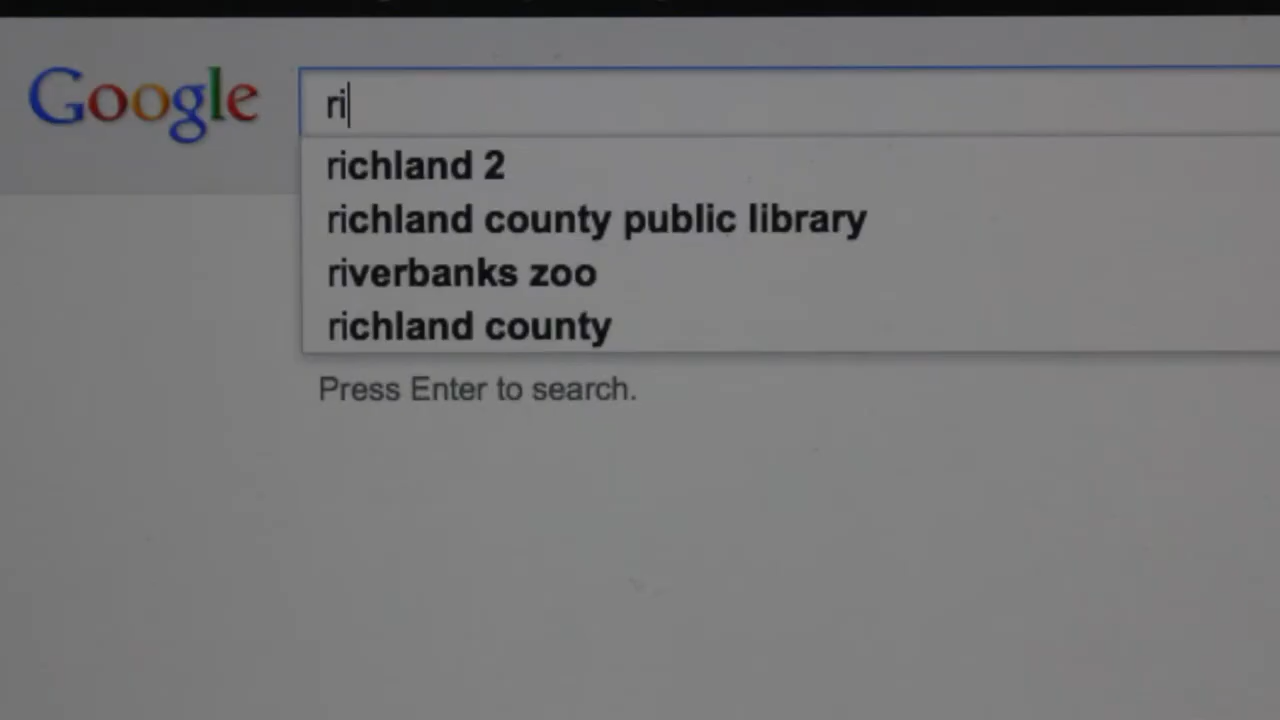 Google
ri
richland 2
richland county public library
riverbanks zoo
richland county
Press Enter to search.